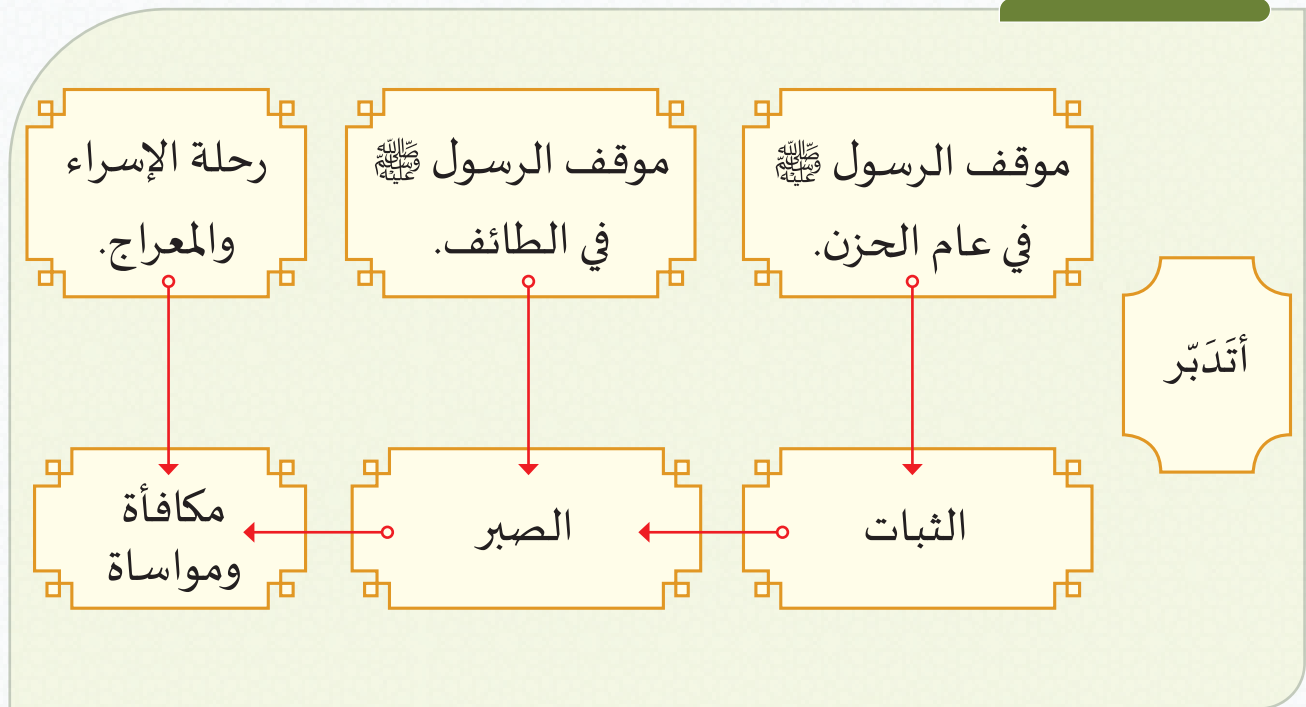 موقف الرسول ﷺ
في عام الحزن.
موقف الرسول ﷺ
في الطائف.
رحلة الإسراء
والمعراج.
أتَدَبّر
الثبات
الصبر
مكافأة
ومواساة